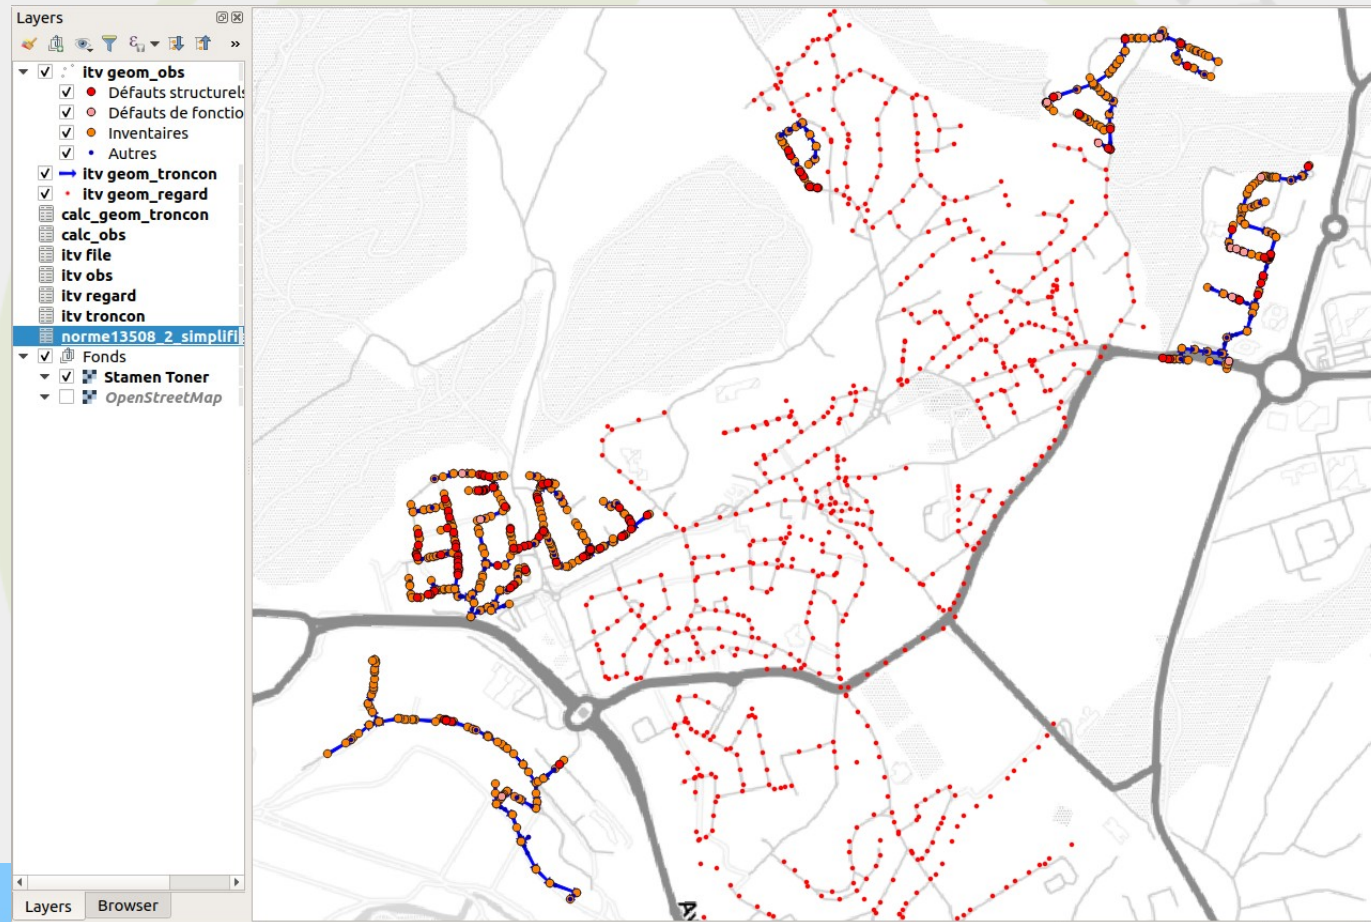 Layers
»
itv geom_obs
Défauts structurels
Défauts de fonctio
Inventaires
Autres
itv geom_troncon
itv geom_regard
calc_geom_troncon
calc_obs
itv file
itv obs
itv regard
itv troncon
norme13508_2_simplifi
Fonds
Stamen Toner
OpenStreetMap
Layers Browser